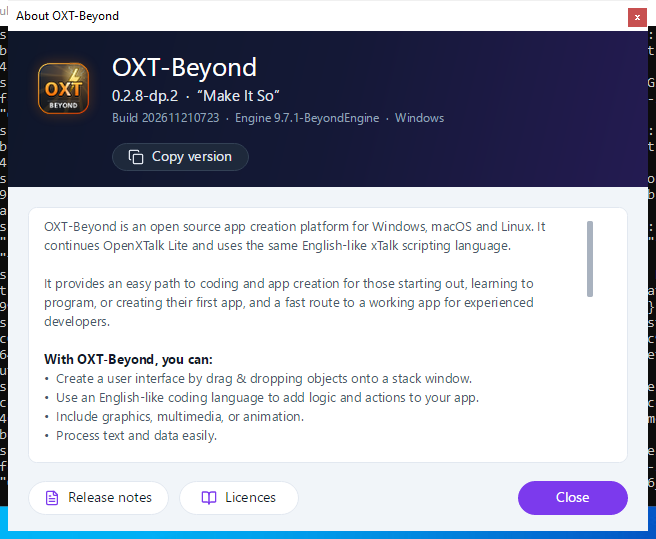 About OXT-Beyond
x
OXT
BEYOND
OXT-Beyond
0.2.8-dp.2 · “Make It So”
Build 202611210723 · Engine 9.7.1-BeyondEngine · Windows
Copy version
OXT-Beyond is an open source app creation platform for Windows, macOS and Linux. It
continues OpenXTalk Lite and uses the same English-like xTalk scripting language.
It provides an easy path to coding and app creation for those starting out, learning to
program, or creating their first app, and a fast route to a working app for experienced
developers.
With OXT-Beyond, you can:
• Create a user interface by drag & dropping objects onto a stack window.
• Use an English-like coding language to add logic and actions to your app.
• Include graphics, multimedia, or animation.
• Process text and data easily.
Release notes
Licences
Close